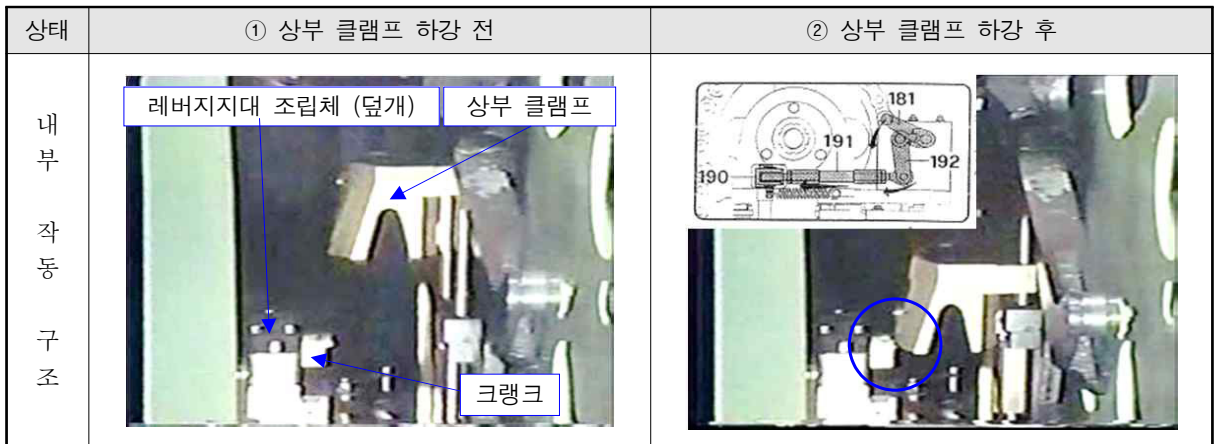 상태
① 상부 클램프 하강 전
② 상부 클램프 하강 후
내
부
작
동
구
조
레버지지대 조립체 (덮개)
상부 클램프
크랭크
181
191
192
190